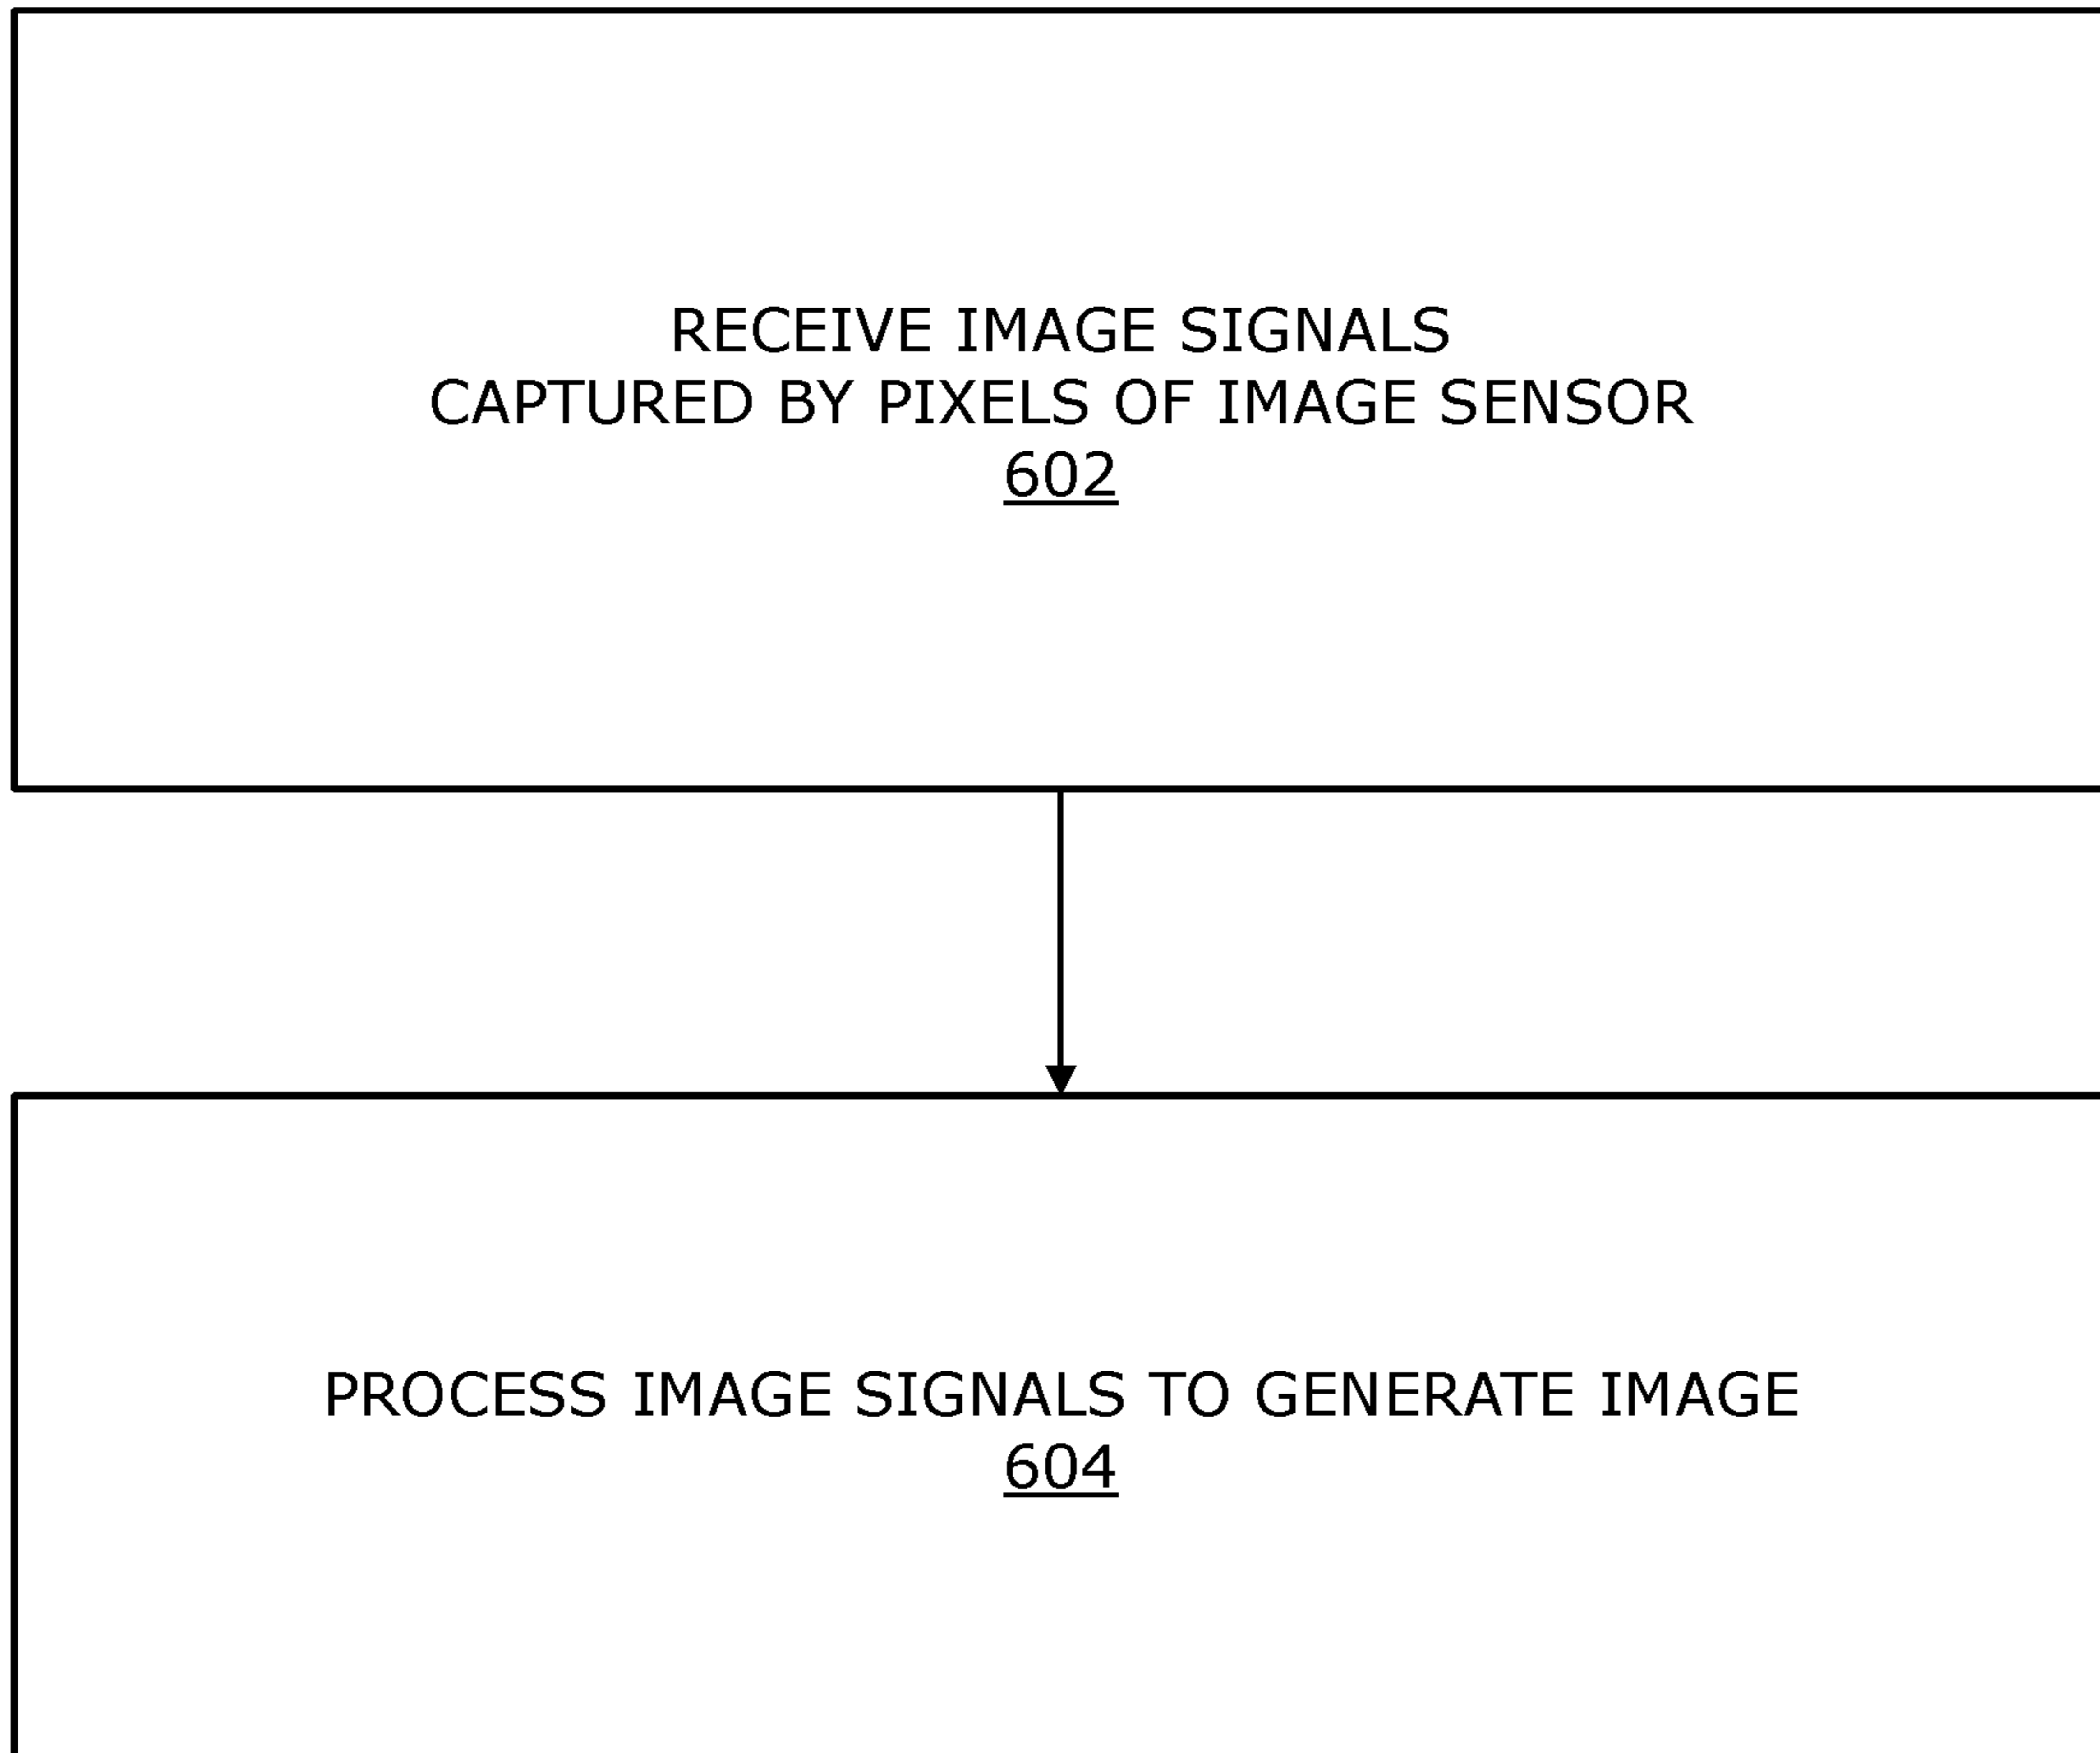 RECEIVE IMAGE SIGNALS
CAPTURED BY PIXELS OF IMAGE SENSOR
602
PROCESS IMAGE SIGNALS TO GENERATE IMAGE
604